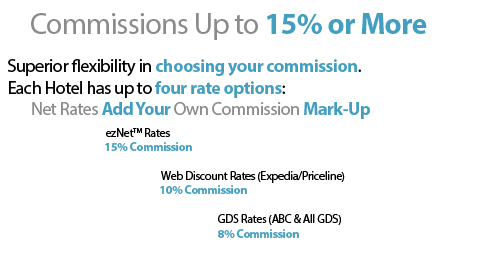 Commissions Up to 15% or More
Superior flexibility in choosing your commission.
Each Hotel has up to four rate options:
Net Rates Add Your Own Commission Mark-Up
ezNet™ Rates
15% Commission
Web Discount Rates (Expedia/Priceline)
10% Commission
GDS Rates (ABC & All GDS)
8% Commission